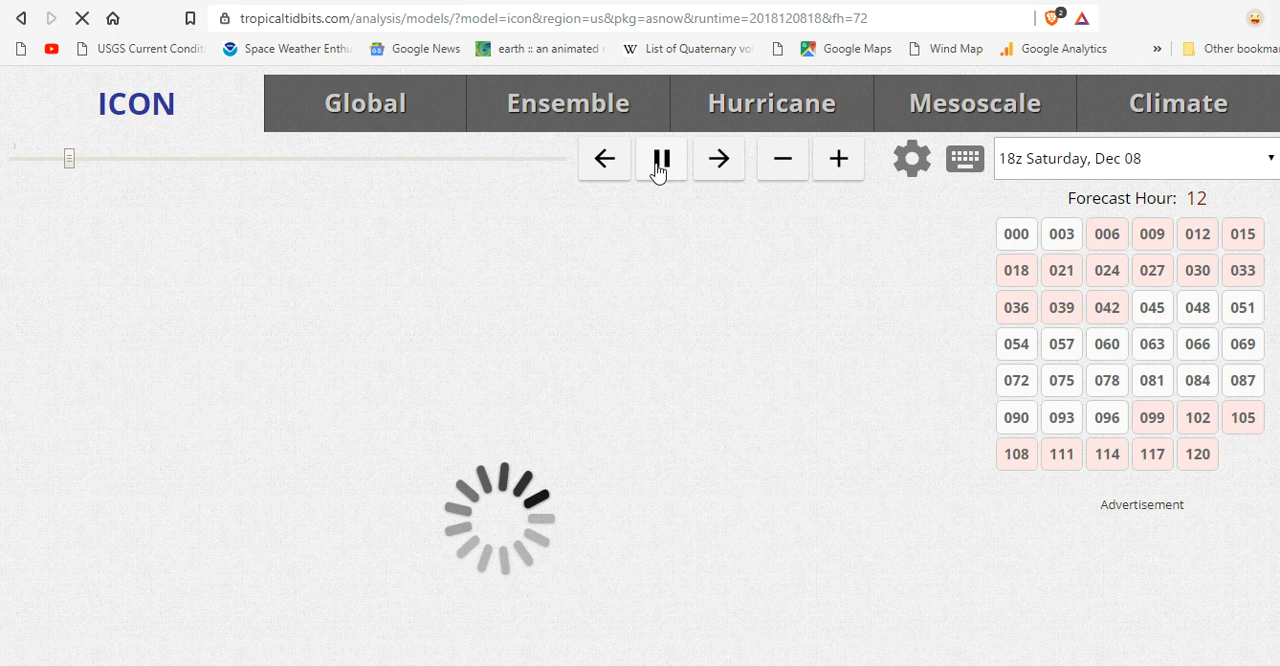 tropicaltidbits.com/analysis/models/?model=icon&region=us&pkg=asnow&runtime=2018120818&fh=72
2
USGS Current Condit
Space Weather Enthu
Google News
earth :: an animated
List of Quaternary vo
Google Maps
Wind Map
Google Analytics
»
Other bookma
ICON
Global
Ensemble
Hurricane
Mesoscale
Climate
18z Saturday, Dec 08
Forecast Hour: 12
000 003 006 009 012 015
018 021 024 027 030 033
036 039 042 045 048 051
054 057 060 063 066 069
072 075 078 081 084 087
090 093 096 099 102 105
108 111 114 117 120
Advertisement